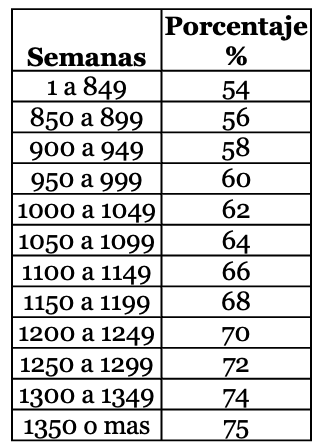 Semanas Porcentaje %
1 a 849 54
850 a 899 56
900 a 949 58
950 a 999 60
1000 a 1049 62
1050 a 1099 64
1100 a 1149 66
1150 a 1199 68
1200 a 1249 70
1250 a 1299 72
1300 a 1349 74
1350 o mas 75